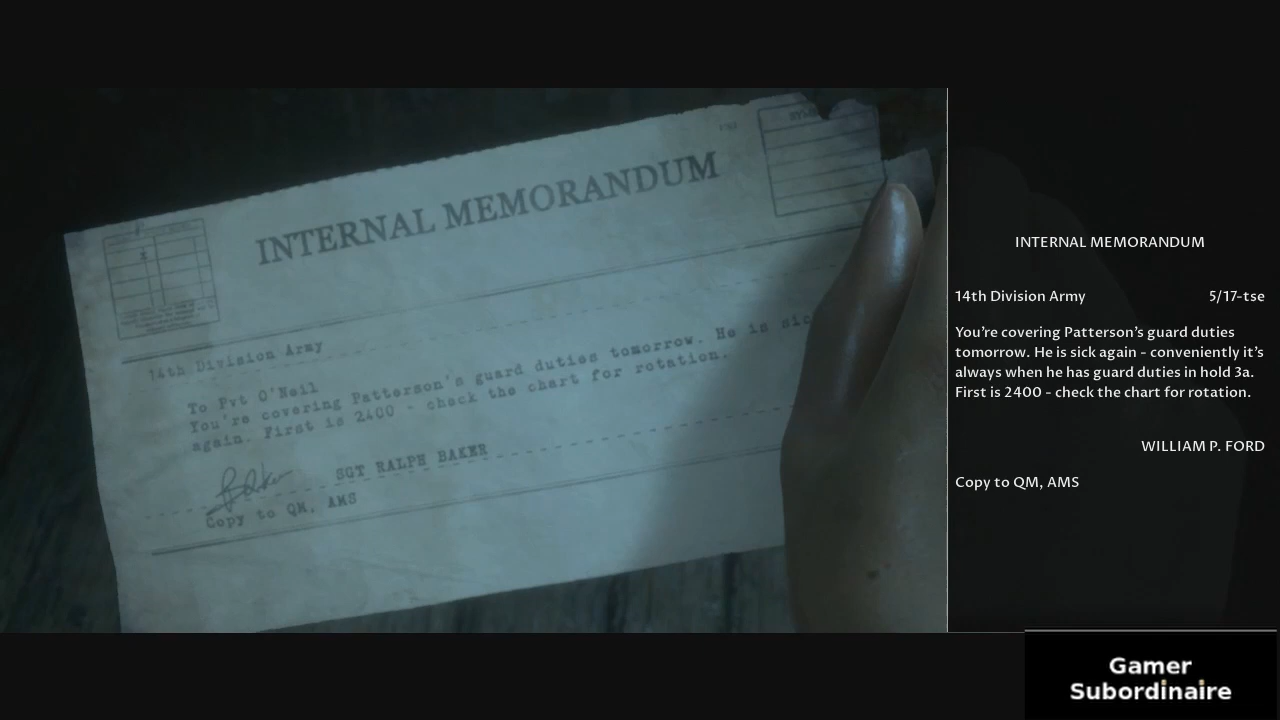 INTERNAL MEMORANDUM
14th Division Army
To Pvt O'Neil
You're covering Patterson's guard duties tomorrow. He is sic
again. First is 2400 - check the chart for rotation.
SGT RALPH BAKER
Copy to QM, AMS
INTERNAL MEMORANDUM
14th Division Army 5/17-tse
You're covering Patterson's guard duties
tomorrow. He is sick again - conveniently it's
always when he has guard duties in hold 3a.
First is 2400 - check the chart for rotation.
WILLIAM P. FORD
Copy to QM, AMS
Gamer
Subordinaire